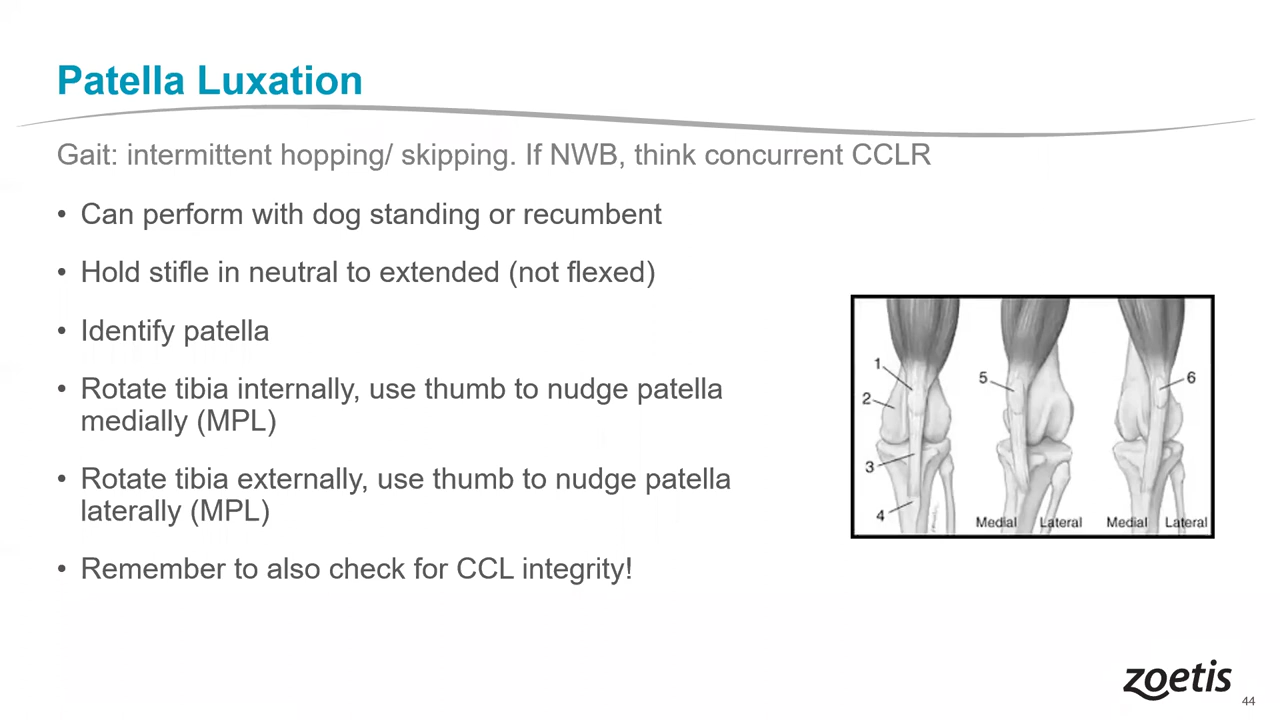 Patella Luxation
Gait: intermittent hopping/ skipping. If NWB, think concurrent CCLR
• Can perform with dog standing or recumbent
• Hold stifle in neutral to extended (not flexed)
• Identify patella
• Rotate tibia internally, use thumb to nudge patella
medially (MPL)
• Rotate tibia externally, use thumb to nudge patella
laterally (MPL)
• Remember to also check for CCL integrity!
1
2
3
4
5
6
Medial Lateral
Medial Lateral
zoetis
44